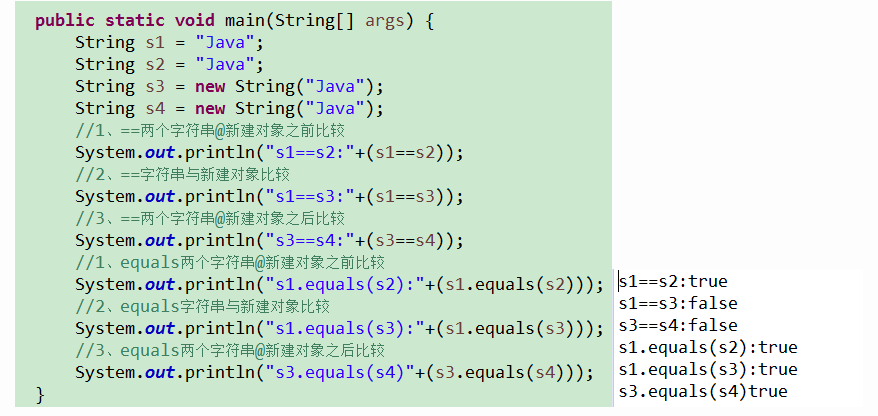 public static void main(String[] args) {
String s1 = "Java";
String s2 = "Java";
String s3 = new String("Java");
String s4 = new String("Java");
//1、==两个字符串@新建对象之前比较
System.out.println("s1==s2:"+(s1==s2));
//2、==字符串与新建对象比较
System.out.println("s1==s3:"+(s1==s3));
//3、==两个字符串@新建对象之后比较
System.out.println("s3==s4:"+(s3==s4));
//1、equals两个字符串@新建对象之前比较
System.out.println("s1.equals(s2):"+(s1.equals(s2)));
//2、equals字符串与新建对象比较
System.out.println("s1.equals(s3):"+(s1.equals(s3)));
//3、equals两个字符串@新建对象之后比较
System.out.println("s3.equals(s4)"+(s3.equals(s4)));
}
s1==s2:true
s1==s3:false
s3==s4:false
s1.equals(s2):true
s1.equals(s3):true
s3.equals(s4)true